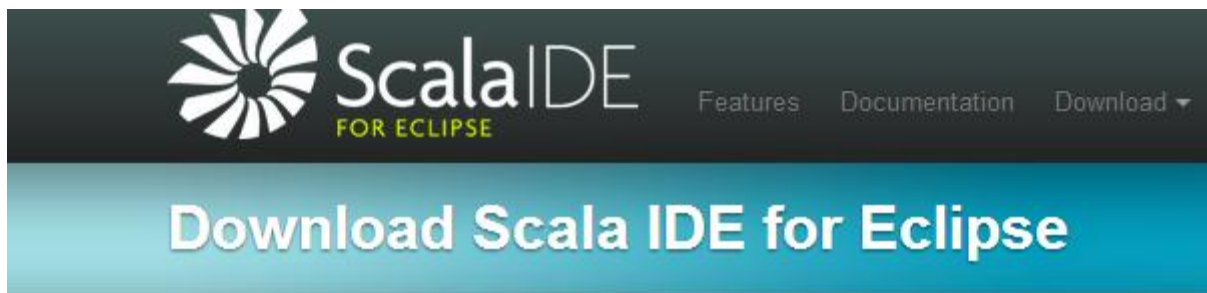 ScalaIDE
FOR ECLIPSE
Features Documentation Download
Download Scala IDE for Eclipse